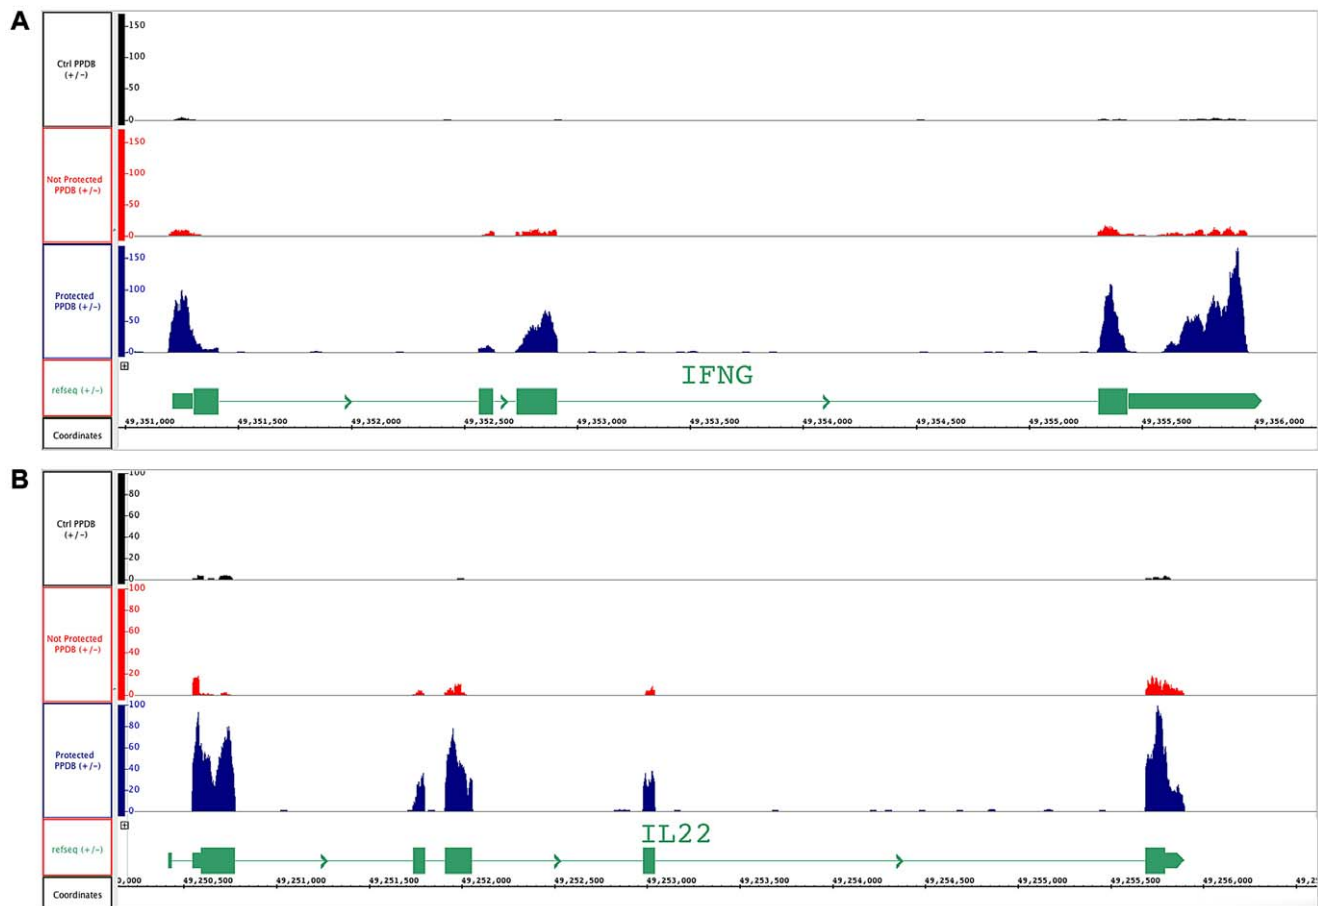 A
150
Ctrl PPDB
(+/-)
100
50
0
150
Not Protected
PPDB (+/-)
100
50
0
150
Protected
PPDB (+/-)
100
50
0
IFNG
refseq (+/-)
49,351,000 49,351,500 49,352,000 49,352,500 49,353,000 49,353,500 49,354,000 49,354,500 49,355,000 49,355,500 49,356,000
Coordinates
B
100
80
Ctrl PPDB
(+/-)
60
40
20
0
100
80
Not Protected
PPDB (+/-)
60
40
20
0
100
80
Protected
PPDB (+/-)
60
40
20
0
IL22
refseq (+/-)
0,000 49,250,500 49,251,000 49,251,500 49,252,000 49,252,500 49,253,000 49,253,500 49,254,000 49,254,500 49,255,000 49,255,500 49,256,000 49,2
Coordinates